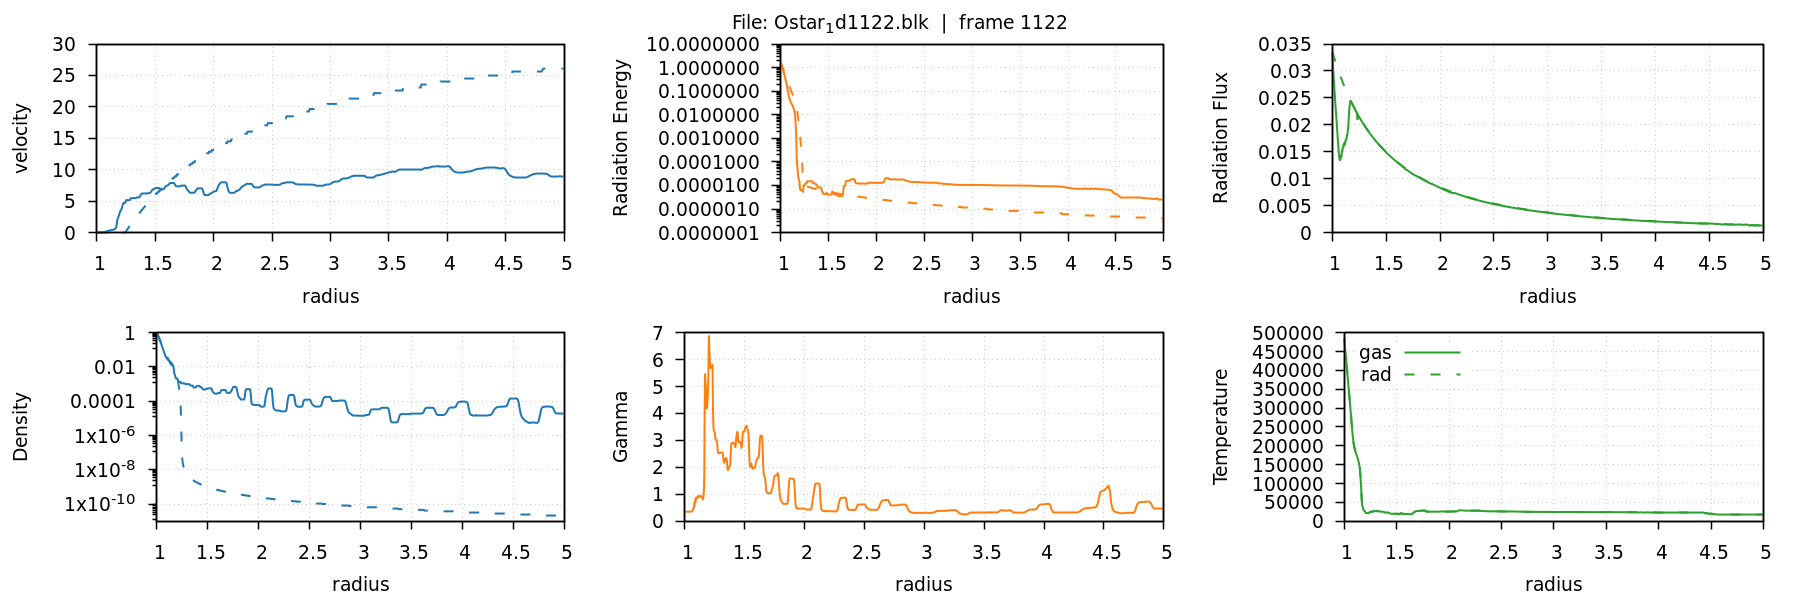 File: Ostar₁d1122.blk | frame 1122
30
25
20
15
10
5
0
velocity
1 1.5 2 2.5 3 3.5 4 4.5 5
radius
10.0000000
1.0000000
0.1000000
0.0100000
0.0010000
0.0001000
0.0000100
0.0000010
0.0000001
Radiation Energy
1 1.5 2 2.5 3 3.5 4 4.5 5
radius
0.035
0.03
0.025
0.02
0.015
0.01
0.005
0
Radiation Flux
1 1.5 2 2.5 3 3.5 4 4.5 5
radius
1
0.01
0.0001
1x10⁻⁶
1x10⁻⁸
1x10⁻¹⁰
Density
1 1.5 2 2.5 3 3.5 4 4.5 5
radius
7
6
5
4
3
2
1
0
Gamma
1 1.5 2 2.5 3 3.5 4 4.5 5
radius
500000
450000
400000
350000
300000
250000
200000
150000
100000
50000
0
Temperature
gas
rad
1 1.5 2 2.5 3 3.5 4 4.5 5
radius